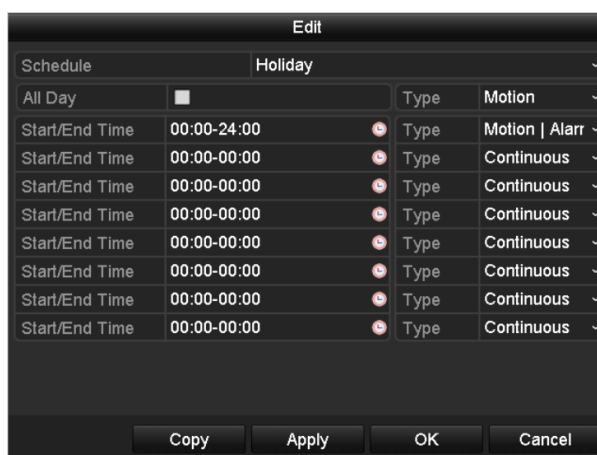 Edit
Schedule Holiday
All Day Type Motion
Start/End Time 00:00-24:00 Type Motion | Alarr
Start/End Time 00:00-00:00 Type Continuous
Start/End Time 00:00-00:00 Type Continuous
Start/End Time 00:00-00:00 Type Continuous
Start/End Time 00:00-00:00 Type Continuous
Start/End Time 00:00-00:00 Type Continuous
Start/End Time 00:00-00:00 Type Continuous
Start/End Time 00:00-00:00 Type Continuous
Copy Apply OK Cancel